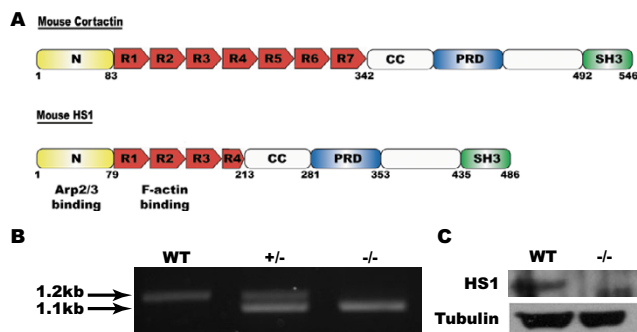 A
Mouse Cortactin
N R1 R2 R3 R4 R5 R6 R7 CC PRD SH3
1 83 342 492 546
Mouse HS1
N R1 R2 R3 R4 CC PRD SH3
1 79 213 281 353 435 486
Arp2/3 binding
F-actin binding
B
WT +/- -/-
1.2kb
1.1kb
C
WT -/-
HS1
Tubulin